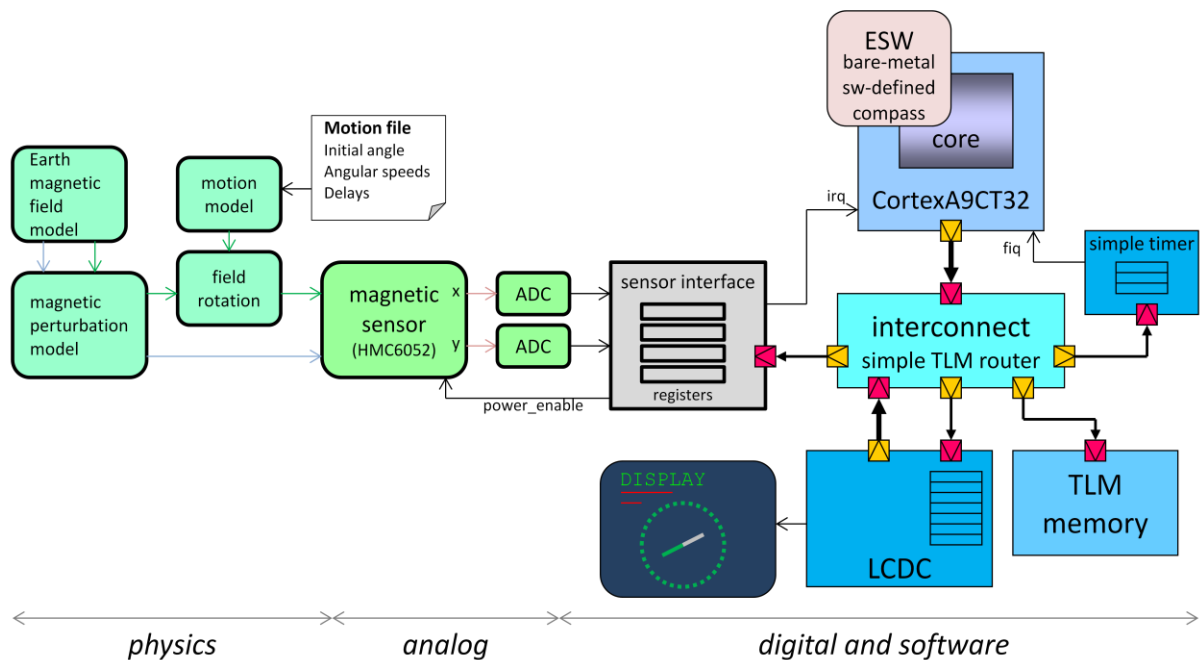 ESW
bare-metal
sw-defined
compass
core
CortexA9CT32
Motion file
Initial angle
Angular speeds
Delays
Earth
magnetic
field
model
motion
model
irq
fiq
simple timer
magnetic
perturbation
model
field
rotation
magnetic
sensor
(HMC6052)
x
y
ADC
ADC
sensor interface
registers
power_enable
interconnect
simple TLM router
DISPLAY
LCDC
TLM
memory
physics
analog
digital and software